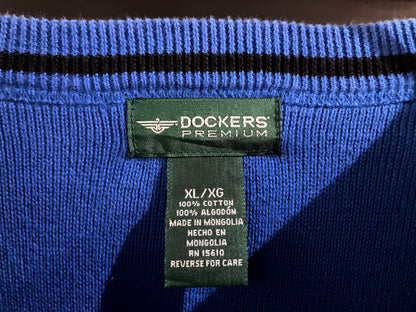 DOCKERS®
PREMIUM
XL/XG
100% COTTON
100% ALGODÓN
MADE IN MONGOLIA
HECHO EN
MONGOLIA
RN 15610
REVERSE FOR CARE